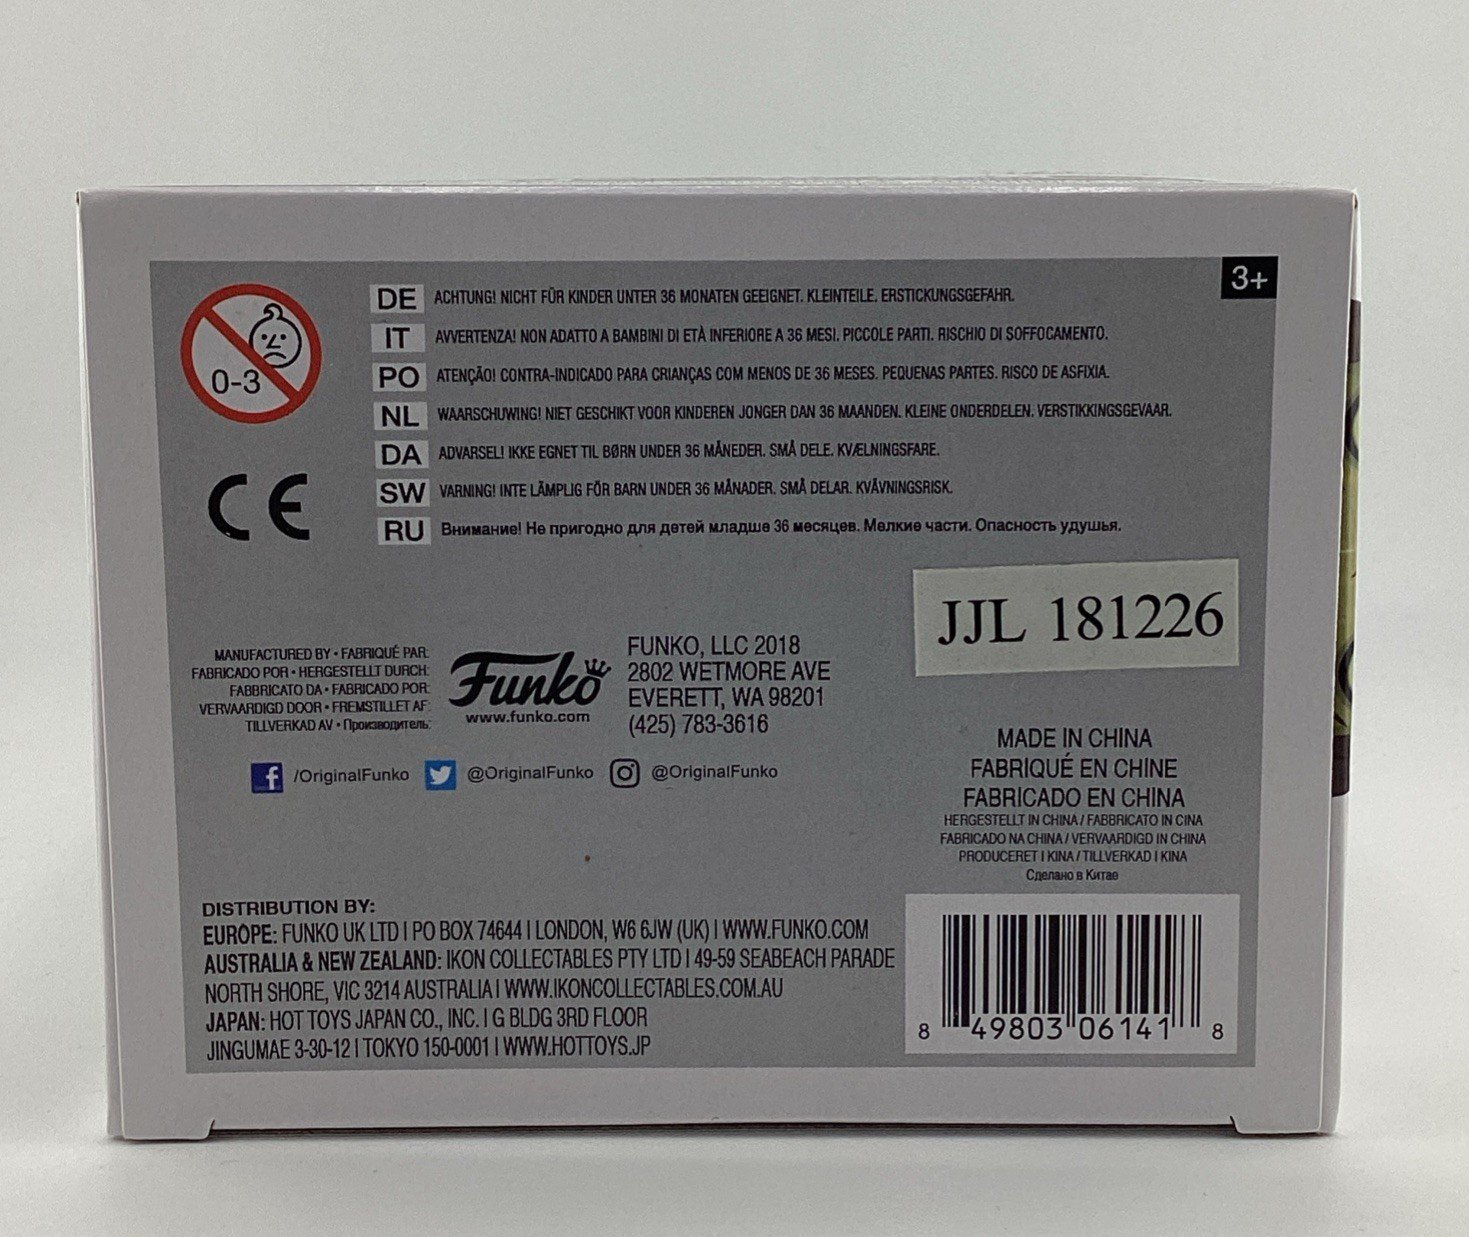 3+
0-3
DE ACHTUNG! NICHT FÜR KINDER UNTER 36 MONATEN GEEIGNET. KLEINTEILE. ERSTICKUNGSGEFAHR.
IT AVVERTENZA! NON ADATTO A BAMBINI DI ETÀ INFERIORE A 36 MESI. PICCOLE PARTI. RISCHIO DI SOFFOCAMENTO.
PO ATENÇÃO! CONTRA-INDICADO PARA CRIANÇAS COM MENOS DE 36 MESES. PEQUENAS PARTES. RISCO DE ASFIXIA.
NL WAARSCHUWING! NIET GESCHIKT VOOR KINDEREN JONGER DAN 36 MAANDEN. KLEINE ONDERDELEN. VERSTIKKINGSGEVAAR.
DA ADVARSEL! IKKE EGNET TIL BØRN UNDER 36 MÅNEDER. SMÅ DELE. KVÆLNINGSFARE.
SW VARNING! INTE LÄMPLIG FÖR BARN UNDER 36 MÅNADER. SMÅ DELAR. KVÄVNINGSRISK.
RU Внимание! Не пригодно для детей младше 36 месяцев. Мелкие части. Опасность удушья.
CE
JJL 181226
MANUFACTURED BY • FABRIQUÉ PAR:
FABRICADO POR • HERGESTELLT DURCH:
FABBRICATO DA • FABRICADO POR:
VERVAARDIGD DOOR • FREMSTILLET AF:
TILLVERKAD AV • Производитель:
Funko
www.funko.com
FUNKO, LLC 2018
2802 WETMORE AVE
EVERETT, WA 98201
(425) 783-3616
/OriginalFunko @OriginalFunko @OriginalFunko
MADE IN CHINA
FABRIQUÉ EN CHINE
FABRICADO EN CHINA
HERGESTELLT IN CHINA / FABBRICATO IN CINA
FABRICADO NA CHINA / VERVAARDIGD IN CHINA
PRODUCERET I KINA / TILLVERKAD I KINA
Сделано в Китае
DISTRIBUTION BY:
EUROPE: FUNKO UK LTD | PO BOX 74644 | LONDON, W6 6JW (UK) | WWW.FUNKO.COM
AUSTRALIA & NEW ZEALAND: IKON COLLECTABLES PTY LTD | 49-59 SEABEACH PARADE
NORTH SHORE, VIC 3214 AUSTRALIA | WWW.IKONCOLLECTABLES.COM.AU
JAPAN: HOT TOYS JAPAN CO., INC. | G BLDG 3RD FLOOR
JINGUMAE 3-30-12 | TOKYO 150-0001 | WWW.HOTTOYS.JP
8 49803 06141 8